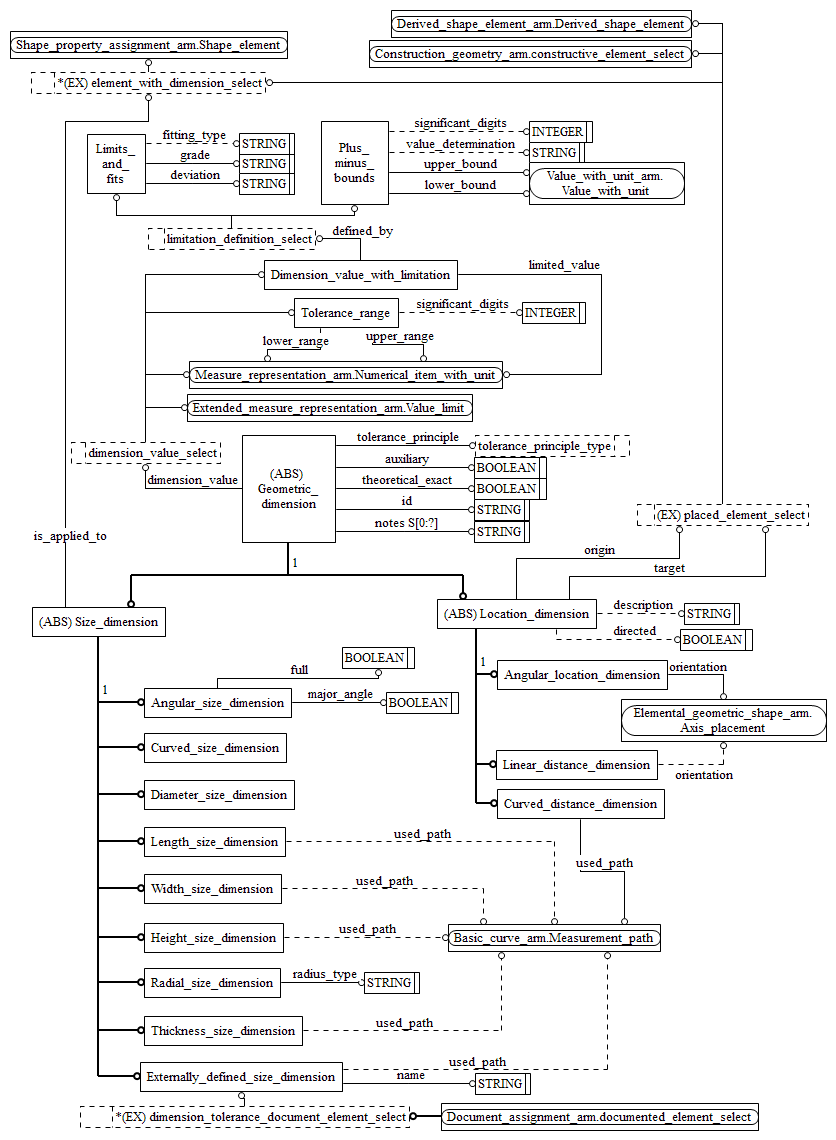 Derived_shape_element_arm.Derived_shape_element
Shape_property_assignment_arm.Shape_element
Construction_geometry_arm.constructive_element_select
*(EX) element_with_dimension_select
Limits_
and_
fits
fitting_type
STRING
grade
STRING
deviation
STRING
Plus_
minus_
bounds
significant_digits
INTEGER
value_determination
STRING
upper_bound
lower_bound
Value_with_unit_arm.
Value_with_unit
limitation_definition_select
defined_by
Dimension_value_with_limitation
limited_value
Tolerance_range
significant_digits
INTEGER
lower_range
upper_range
Measure_representation_arm.Numerical_item_with_unit
Extended_measure_representation_arm.Value_limit
dimension_value_select
dimension_value
(ABS)
Geometric_
dimension
tolerance_principle
tolerance_principle_type
auxiliary
BOOLEAN
theoretical_exact
BOOLEAN
id
STRING
notes S[0:?]
STRING
(EX) placed_element_select
is_applied_to
1
origin
target
(ABS) Size_dimension
(ABS) Location_dimension
description
STRING
directed
BOOLEAN
1
full
BOOLEAN
Angular_size_dimension
major_angle
BOOLEAN
1
Angular_location_dimension
orientation
Elemental_geometric_shape_arm.
Axis_placement
Curved_size_dimension
Linear_distance_dimension
orientation
Diameter_size_dimension
Curved_distance_dimension
Length_size_dimension
used_path
used_path
Width_size_dimension
used_path
Height_size_dimension
used_path
Basic_curve_arm.Measurement_path
Radial_size_dimension
radius_type
STRING
Thickness_size_dimension
used_path
Externally_defined_size_dimension
used_path
name
STRING
*(EX) dimension_tolerance_document_element_select
Document_assignment_arm.documented_element_select